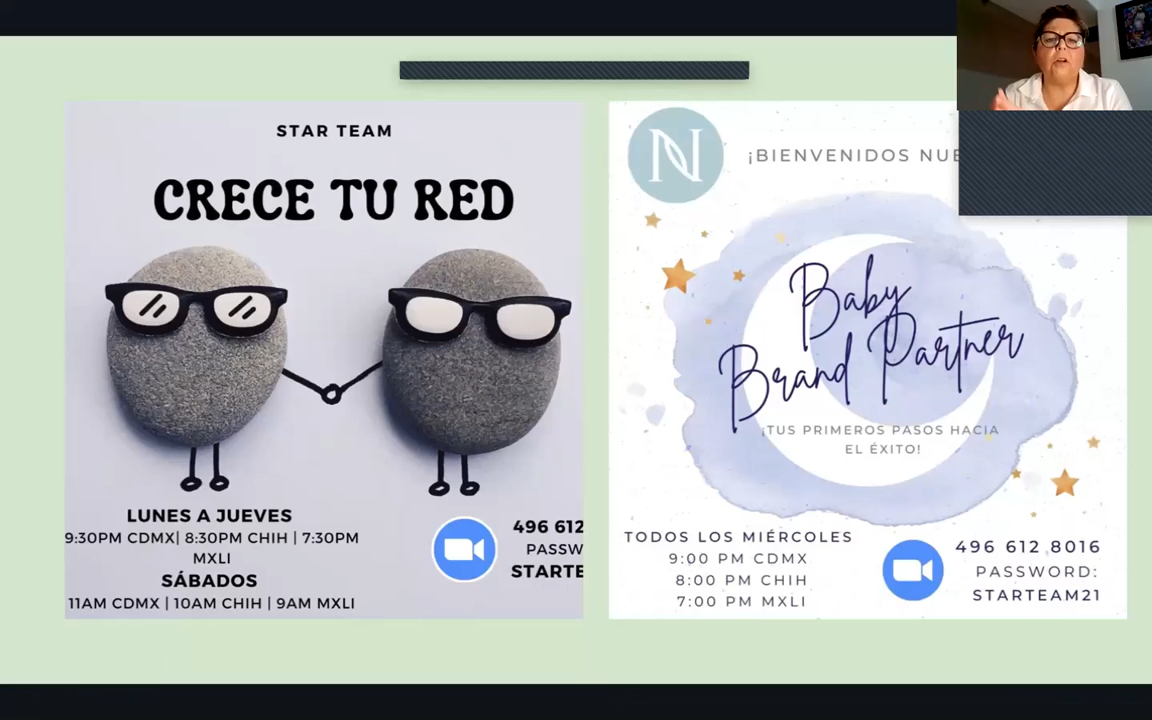 STAR TEAM
CRECE TU RED
LUNES A JUEVES
9:30PM CDMX| 8:30PM CHIH | 7:30PM
MXLI
SÁBADOS
11AM CDMX | 10AM CHIH | 9AM MXLI
496 612
PASSW
STARTE
N
¡BIENVENIDOS NUE
Baby
Brand Partner
¡TUS PRIMEROS PASOS HACIA
EL ÉXITO!
TODOS LOS MIÉRCOLES
9:00 PM CDMX
8:00 PM CHIH
7:00 PM MXLI
496 612 8016
PASSWORD:
STARTEAM21